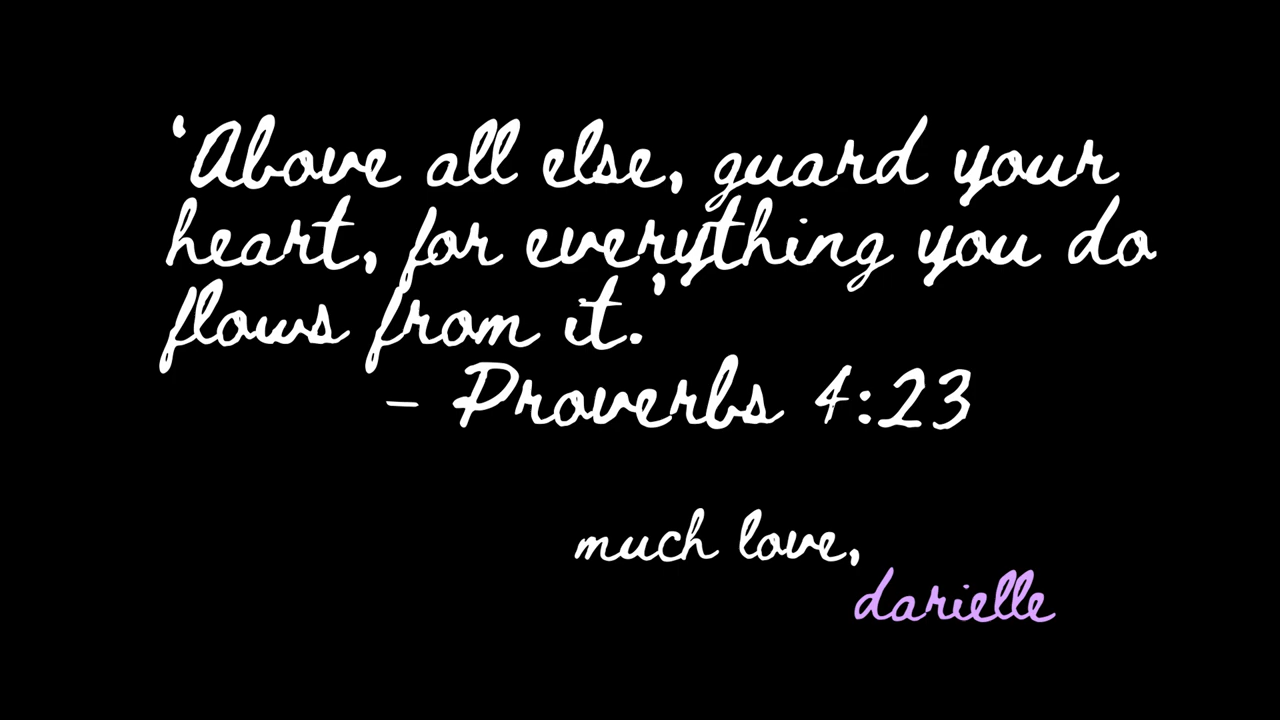 ‘Above all else, guard your
heart, for everything you do
flows from it.’
– Proverbs 4:23
much love,
darielle